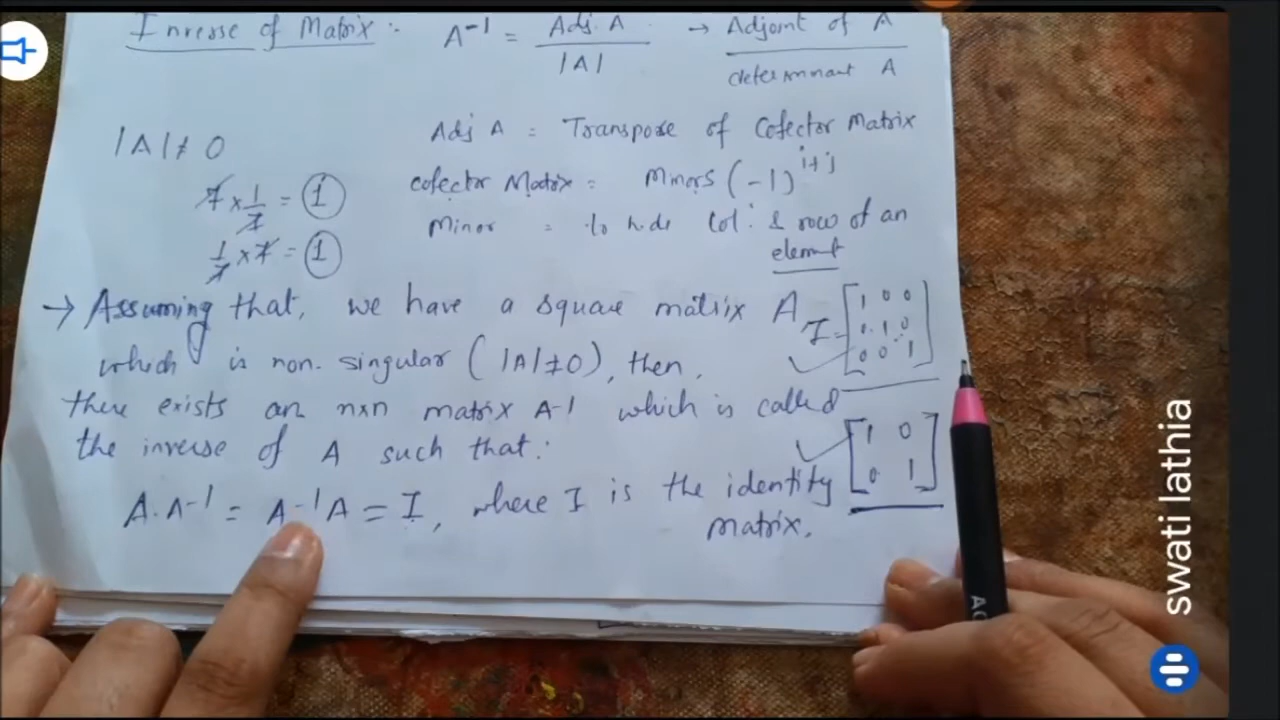 Inverse of Matrix :- A-1 = Adj. A / |A| → Adjoint of A / determinant A
|A| ≠ 0
Adj A = Transpose of Cofector Matrix
7 x 1/7 = 1
cofector Matrix = Minors (-1) i+j
1/7 x 7 = 1
Minor = to hide Col. & row of an
element
→ Assuming that, we have a square matrix A
I = [1 0 0
0 1 0
0 0 1]
which is non. singular ( |A| ≠ 0 ), then,
there exists an nxn matrix A-1 which is called
the inverse of A such that:
[1 0
0 1]
A. A-1 = A-1 A = I, where I is the identity
matrix.
swati lathia